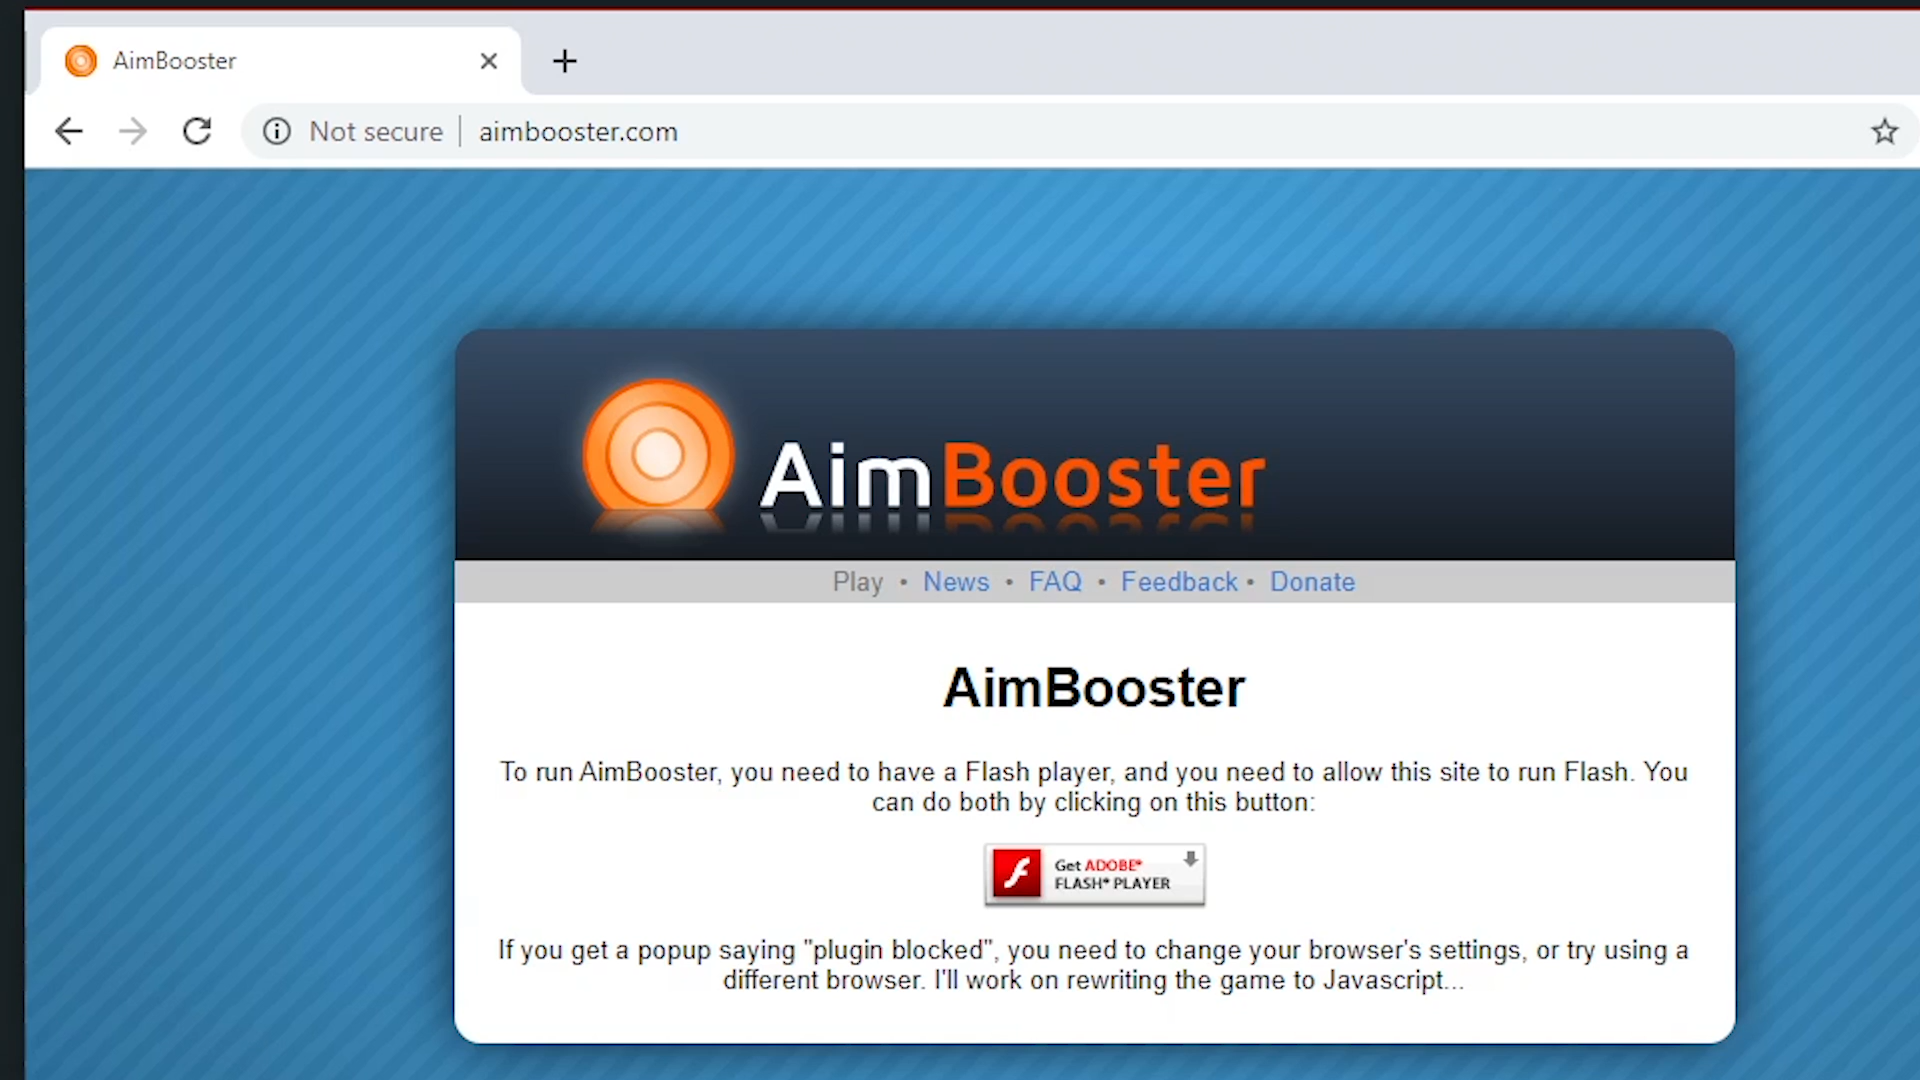 AimBooster
Not secure
aimbooster.com
AimBooster
Play • News • FAQ • Feedback • Donate
AimBooster
To run AimBooster, you need to have a Flash player, and you need to allow this site to run Flash. You
can do both by clicking on this button:
Get ADOBE®
FLASH® PLAYER
If you get a popup saying "plugin blocked", you need to change your browser's settings, or try using a
different browser. I'll work on rewriting the game to Javascript...